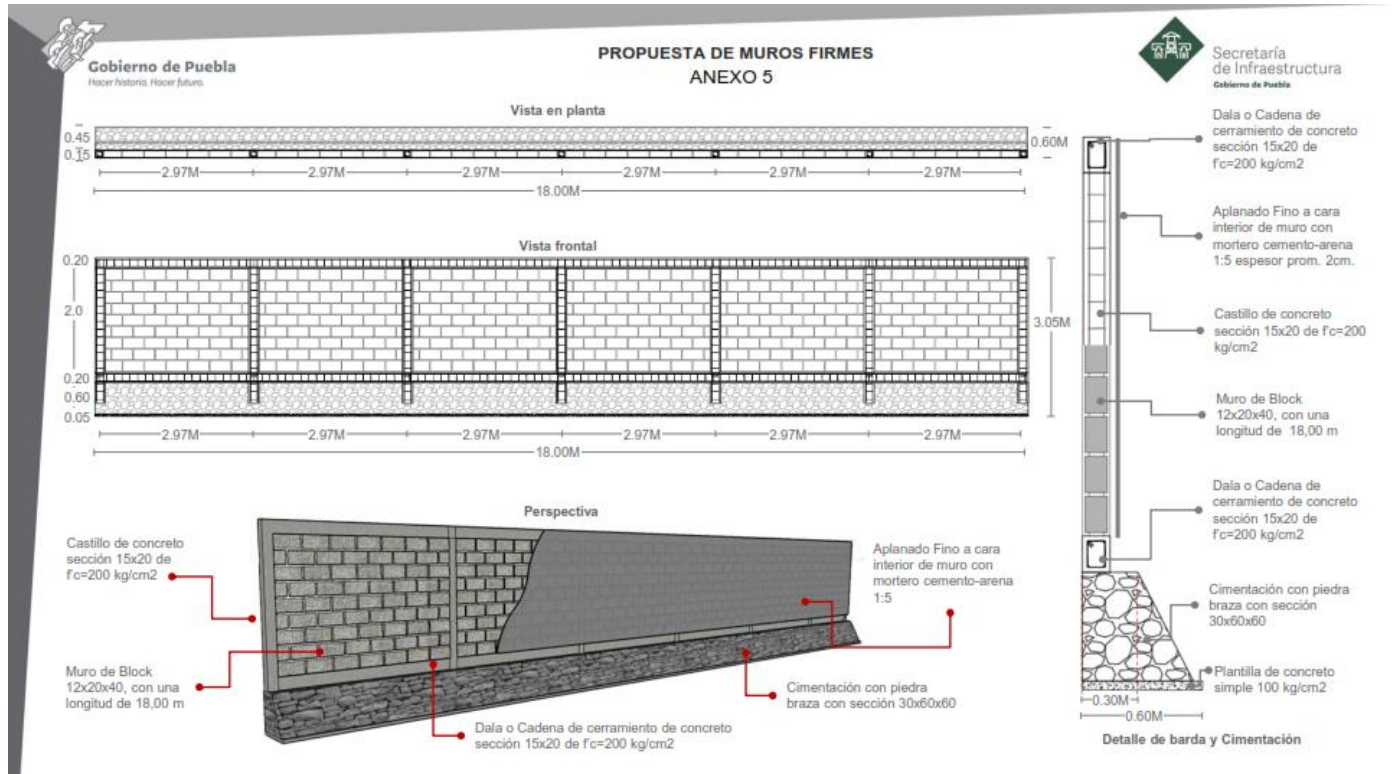 Gobierno de Puebla
Hacer historia. Hacer futuro.
PROPUESTA DE MUROS FIRMES
ANEXO 5
Secretaría
de Infraestructura
Gobierno de Puebla
Vista en planta
0.45
0.15
0.60M
2.97M 2.97M 2.97M 2.97M 2.97M 2.97M
18.00M
Vista frontal
0.20
2.0
0.20
0.60
0.05
3.05M
2.97M 2.97M 2.97M 2.97M 2.97M 2.97M
18.00M
Perspectiva
Castillo de concreto
sección 15x20 de
f'c=200 kg/cm2
Muro de Block
12x20x40, con una
longitud de 18,00 m
Aplanado Fino a cara
interior de muro con
mortero cemento-arena
1:5
Cimentación con piedra
braza con sección 30x60x60
Dala o Cadena de cerramiento de concreto
sección 15x20 de f'c=200 kg/cm2
Dala o Cadena de
cerramiento de concreto
sección 15x20 de
f'c=200 kg/cm2
Aplanado Fino a cara
interior de muro con
mortero cemento-arena
1:5 espesor prom. 2cm.
Castillo de concreto
sección 15x20 de f'c=200
kg/cm2
Muro de Block
12x20x40, con una
longitud de 18,00 m
Dala o Cadena de
cerramiento de concreto
sección 15x20 de
f'c=200 kg/cm2
Cimentación con piedra
braza con sección
30x60x60
Plantilla de concreto
simple 100 kg/cm2
0.30M
0.60M
Detalle de barda y Cimentación